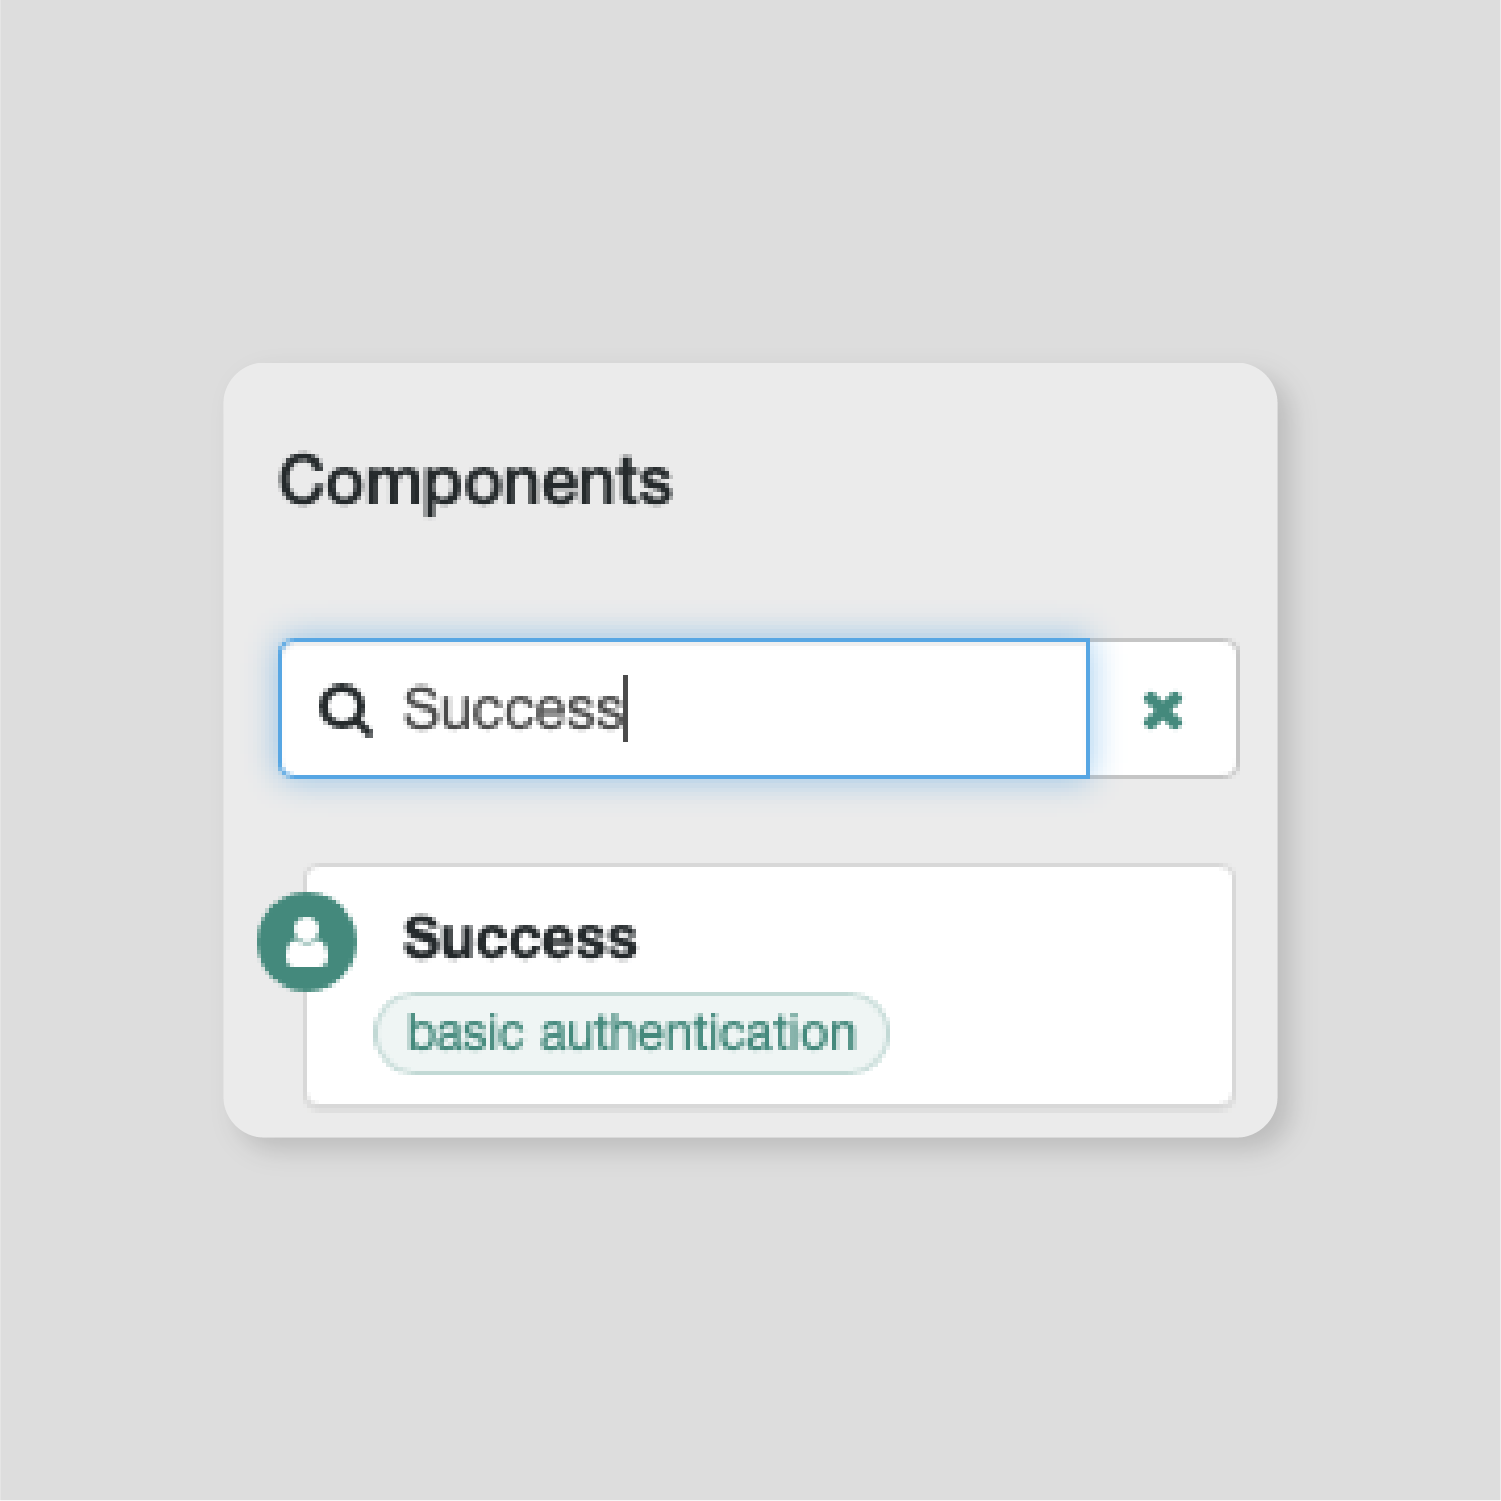 Components
Success
Success
basic authentication